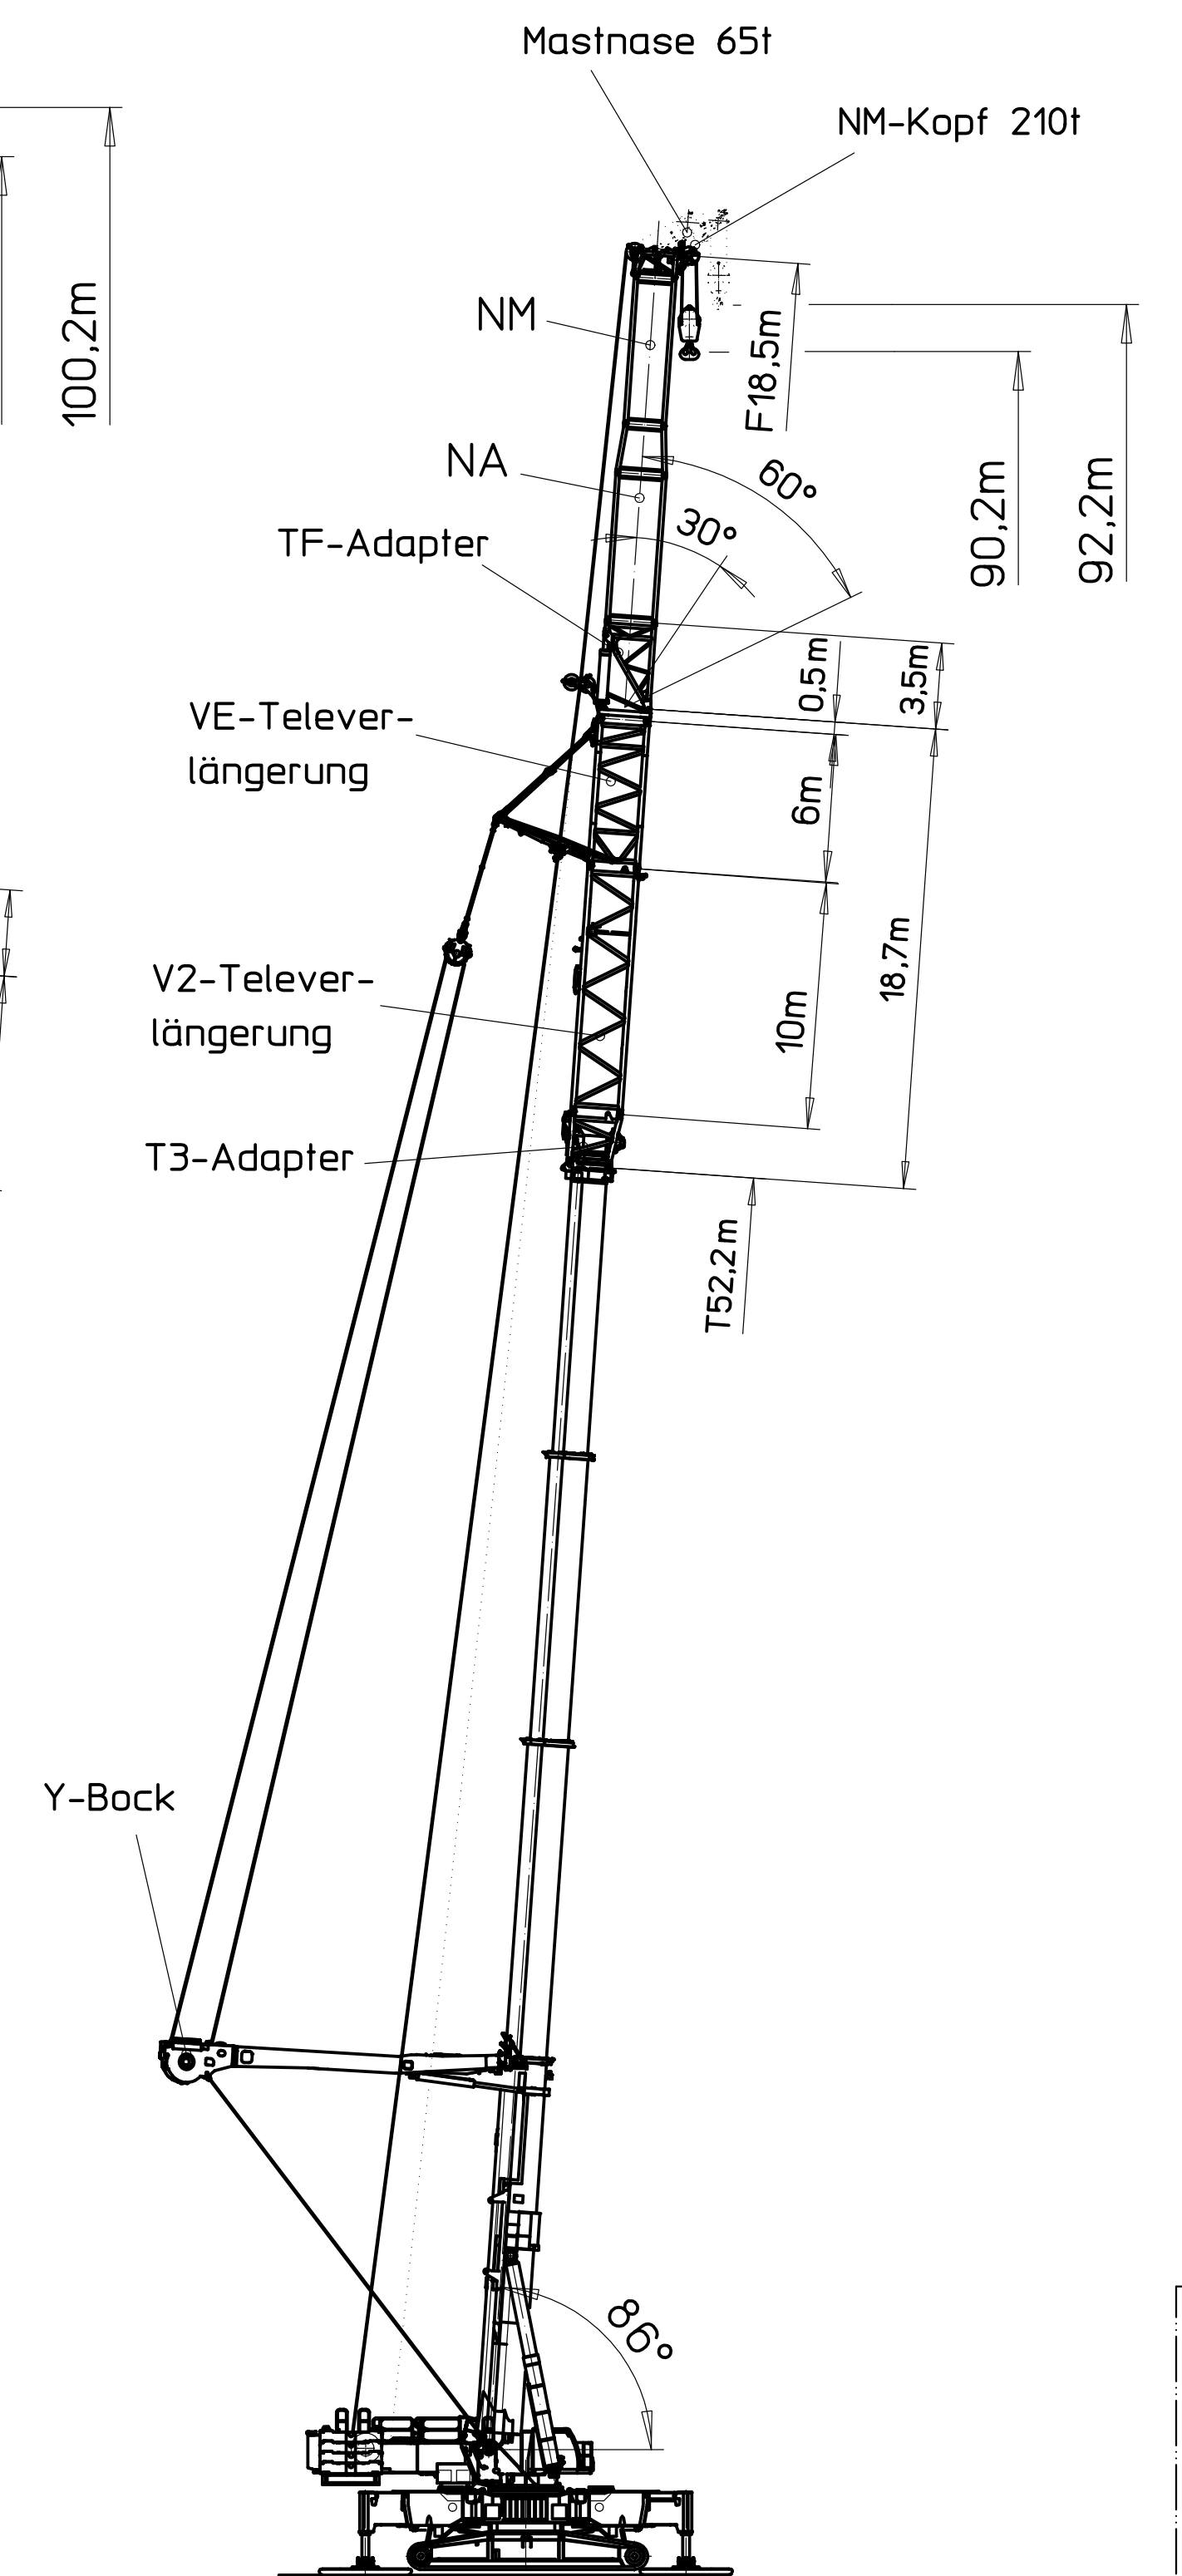 Mastnase 65t
NM-Kopf 210t
100,2m
NM
F18,5m
NA
60°
30°
90,2m
92,2m
TF-Adapter
0,5m
3,5m
VE-Telever-
längerung
6m
18,7m
V2-Telever-
längerung
10m
T3-Adapter
T52,2m
Y-Bock
86°